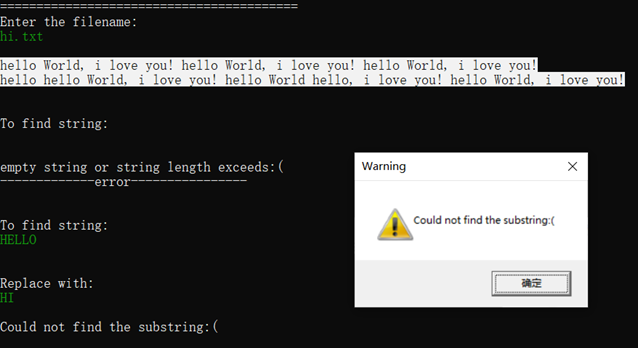 ========================================
Enter the filename:
hi.txt
hello World, i love you! hello World, i love you! hello World, i love you!
hello hello World, i love you! hello World hello, i love you! hello World, i love you!
To find string:
empty string or string length exceeds:(
-------------error----------------
To find string:
HELLO
Replace with:
HI
Could not find the substring:(
Warning
Could not find the substring:(
确定